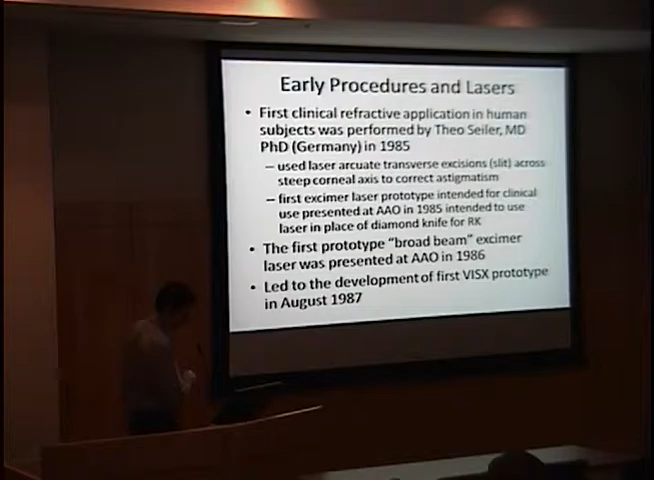 Early Procedures and Lasers
• First clinical refractive application in human
subjects was performed by Theo Seiler, MD
PhD (Germany) in 1985
– used laser arcuate transverse excisions (slit) across
steep corneal axis to correct astigmatism
– first excimer laser prototype intended for clinical
use presented at AAO in 1985 intended to use
laser in place of diamond knife for RK
• The first prototype “broad beam” excimer
laser was presented at AAO in 1986
• Led to the development of first VISX prototype
in August 1987